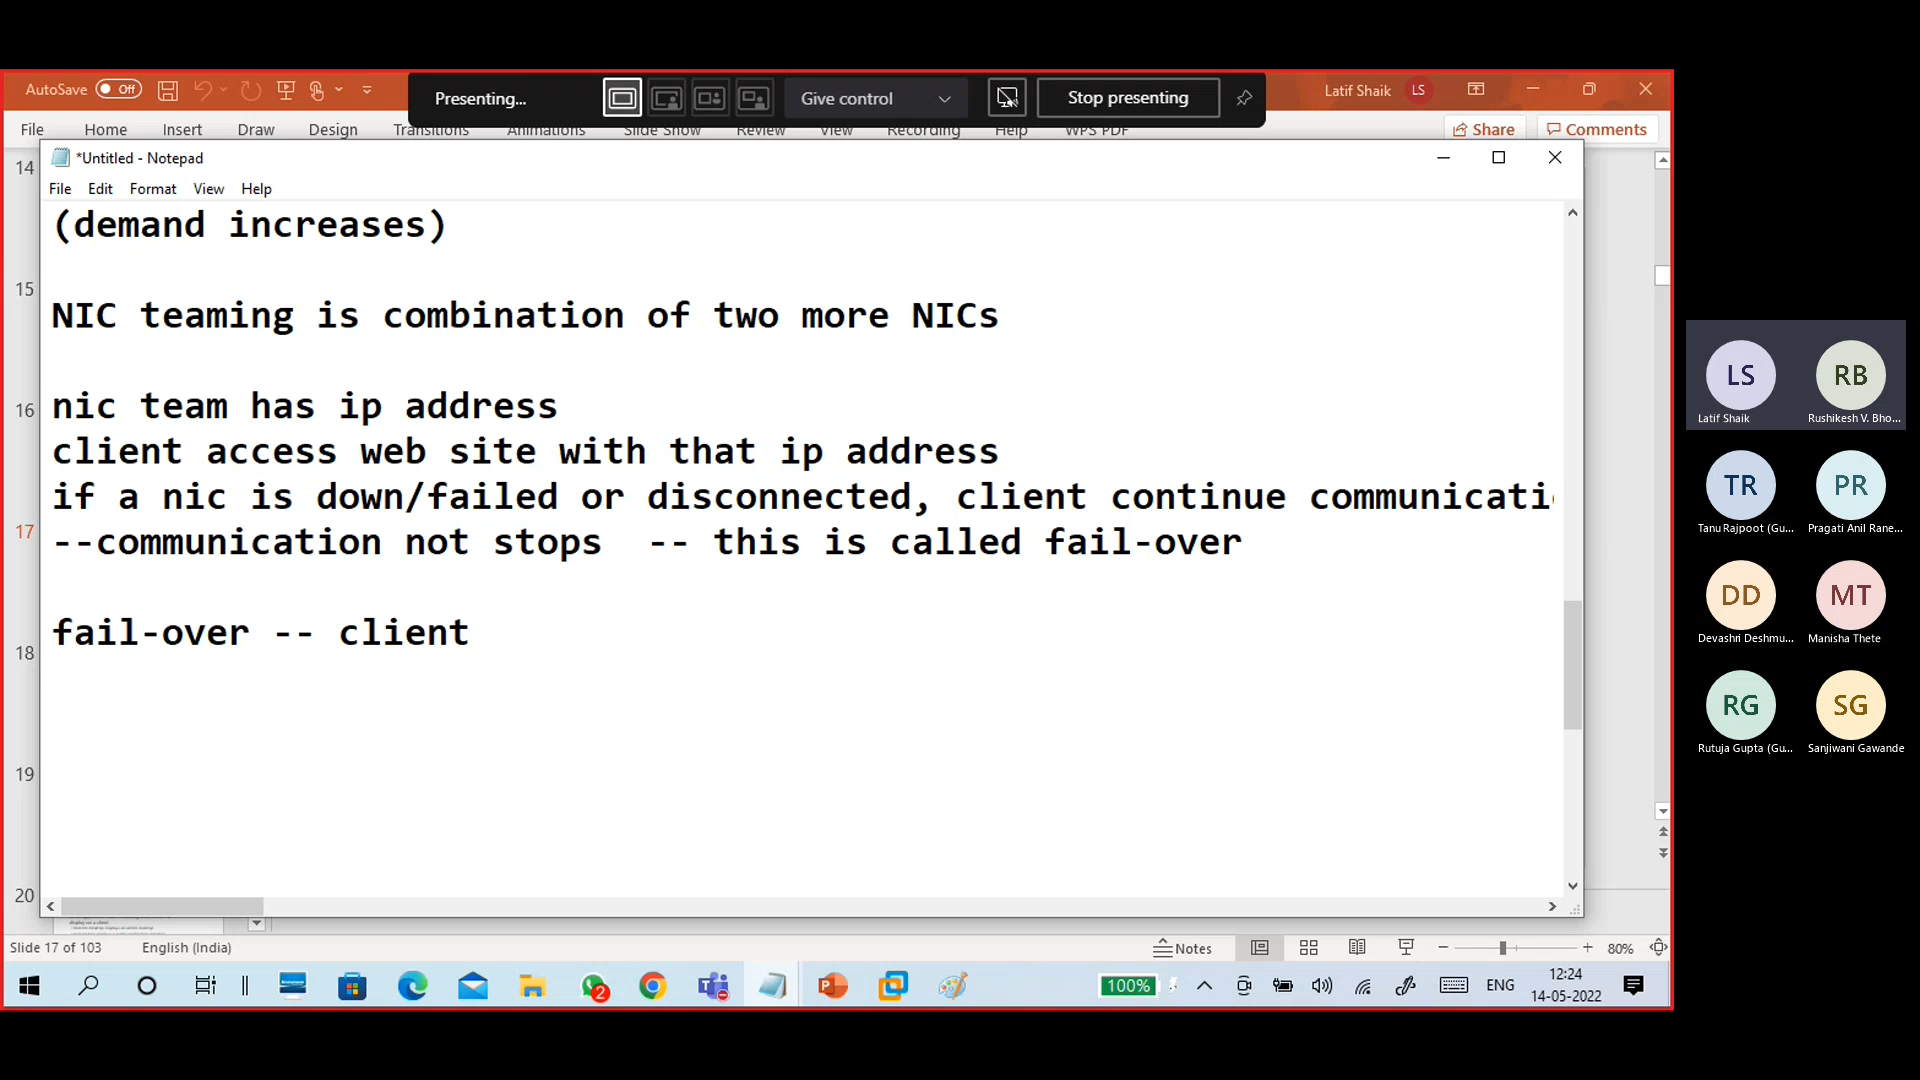 AutoSave Off
Presenting...
Give control
Stop presenting
Latif Shaik LS
File Home Insert Draw Design Transitions Animations Slide Show Review View Recording Help WPS PDF
Share
Comments
14
*Untitled - Notepad
File Edit Format View Help
(demand increases)
15
NIC teaming is combination of two more NICs
16
nic team has ip address
client access web site with that ip address
if a nic is down/failed or disconnected, client continue communicati
17
--communication not stops -- this is called fail-over
fail-over -- client
18
19
20
LS
Latif Shaik
RB
Rushikesh V. Bho...
TR
Tanu Rajpoot (Gu...
PR
Pragati Anil Rane...
DD
Devashri Deshmu...
MT
Manisha Thete
RG
Rutuja Gupta (Gu...
SG
Sanjiwani Gawande
Slide 17 of 103
English (India)
Notes
80%
2
100%
ENG
12:24
14-05-2022